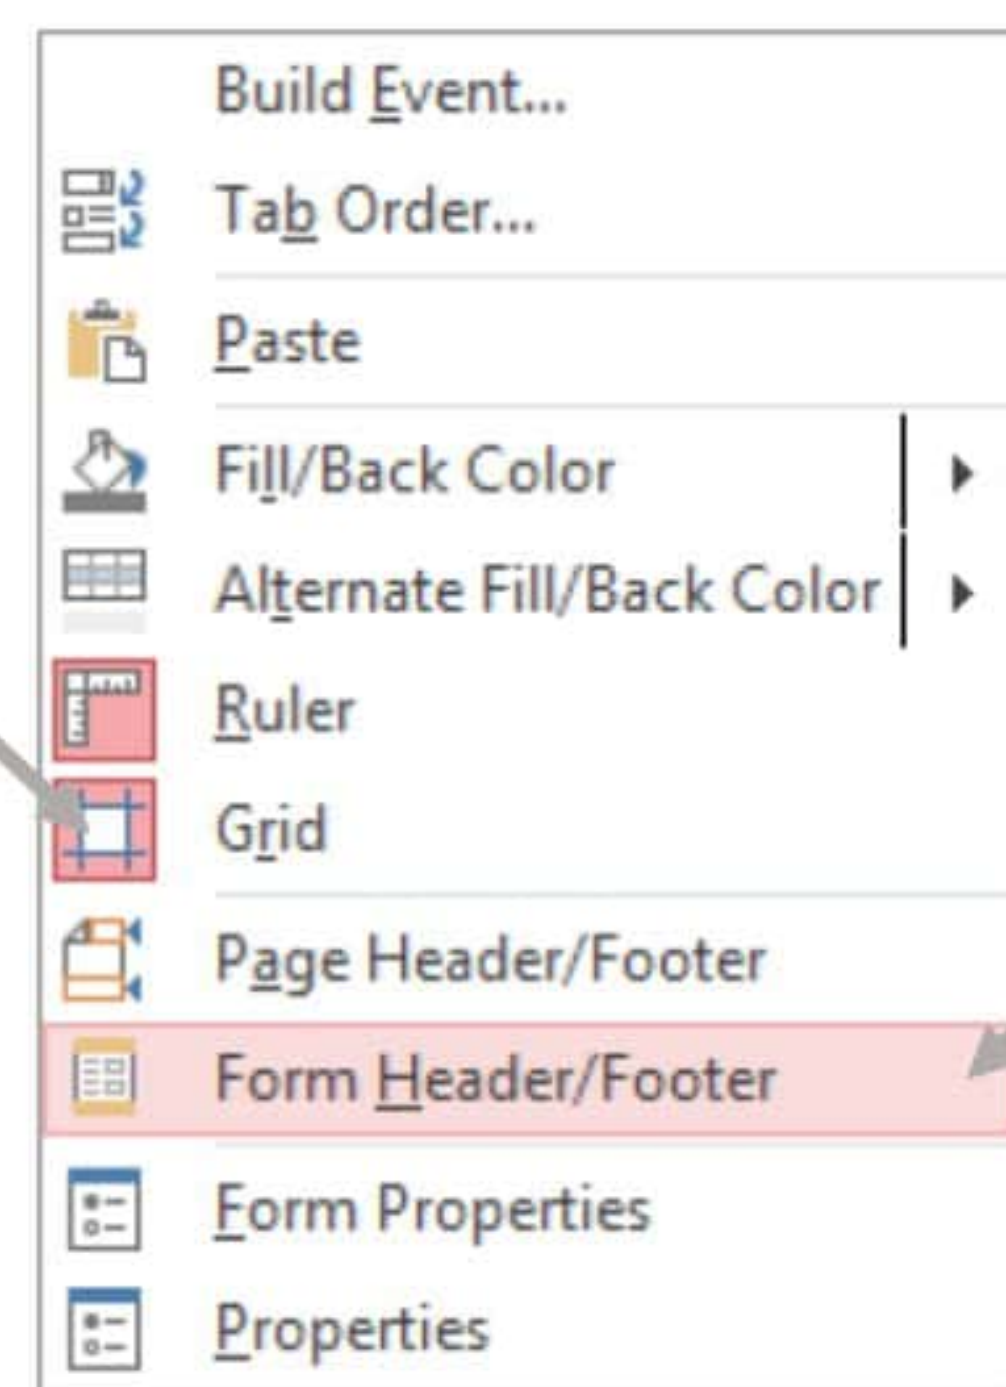 Build Event...
Tab Order...
Paste
Fill/Back Color
Alternate Fill/Back Color
Ruler
Grid
Page Header/Footer
Form Header/Footer
Form Properties
Properties